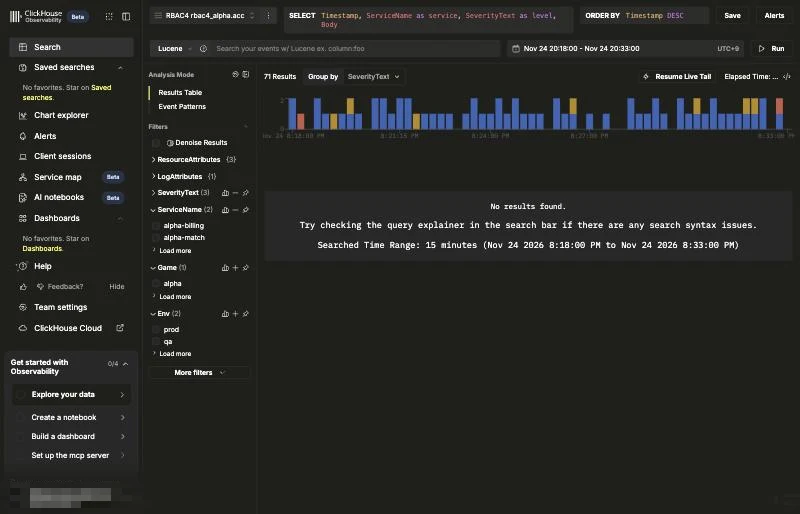 ClickHouse
Observability
Beta
Search
Saved searches
No favorites. Star on Saved
searches.
Chart explorer
Alerts
Client sessions
Service map
Beta
AI notebooks
Beta
Dashboards
No favorites. Star on
Dashboards.
Help
Feedback?
Hide
Team settings
ClickHouse Cloud
Get started with
Observability
0/4
Explore your data
Create a notebook
Build a dashboard
Set up the mcp server
RBAC4 rbac4_alpha.acc
SELECT Timestamp, ServiceName as service, SeverityText as level,
Body
ORDER BY Timestamp DESC
Save
Alerts
Lucene
Search your events w/ Lucene ex. column:foo
Nov 24 20:18:00 - Nov 24 20:33:00
UTC+9
Run
Analysis Mode
Results Table
Event Patterns
Filters
Denoise Results
ResourceAttributes {3}
LogAttributes {1}
SeverityText (3)
ServiceName (2)
alpha-billing
alpha-match
Load more
Game (1)
alpha
Load more
Env (2)
prod
qa
Load more
More filters
71 Results
Group by
SeverityText
Resume Live Tail
Elapsed Time: ...
2
0
Nov 24 8:18:00 PM
8:21:15 PM
8:24:00 PM
8:27:00 PM
8:33:00 PM
No results found.
Try checking the query explainer in the search bar if there are any search syntax issues.
Searched Time Range: 15 minutes (Nov 24 2026 8:18:00 PM to Nov 24 2026 8:33:00 PM)